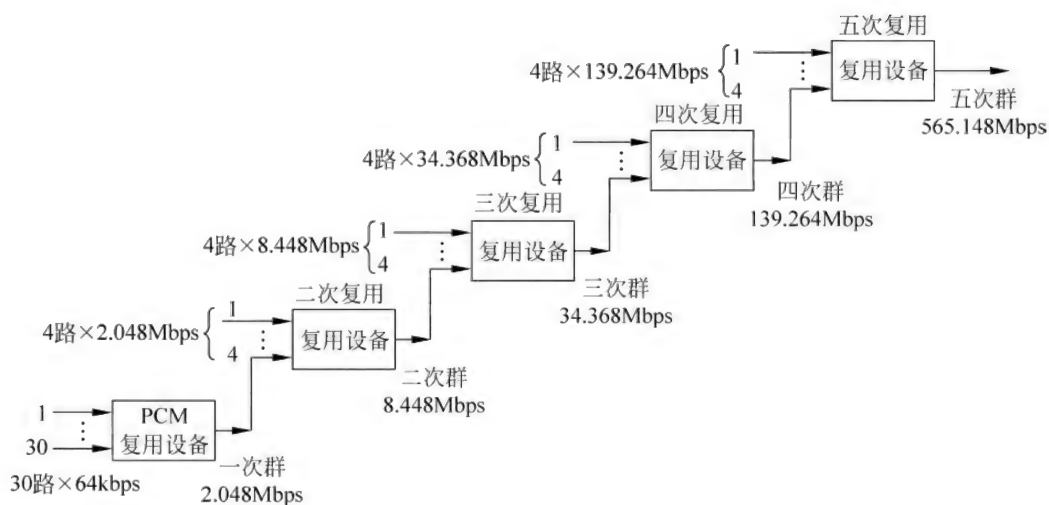 五次复用
4路×139.264Mbps
1
4
复用设备
五次群
565.148Mbps
四次复用
4路×34.368Mbps
1
4
复用设备
四次群
139.264Mbps
三次复用
4路×8.448Mbps
1
4
复用设备
三次群
34.368Mbps
二次复用
4路×2.048Mbps
1
4
复用设备
二次群
8.448Mbps
1
30
PCM
复用设备
30路×64kbps
一次群
2.048Mbps